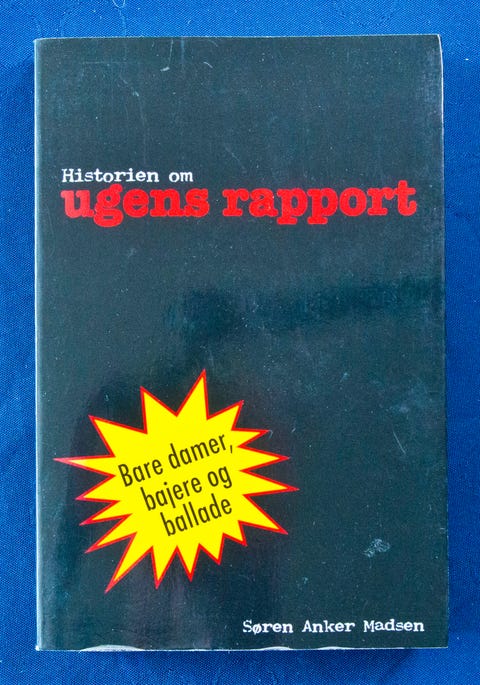 Historien om
ugens rapport
Bare damer,
bajere og
ballade
Søren Anker Madsen